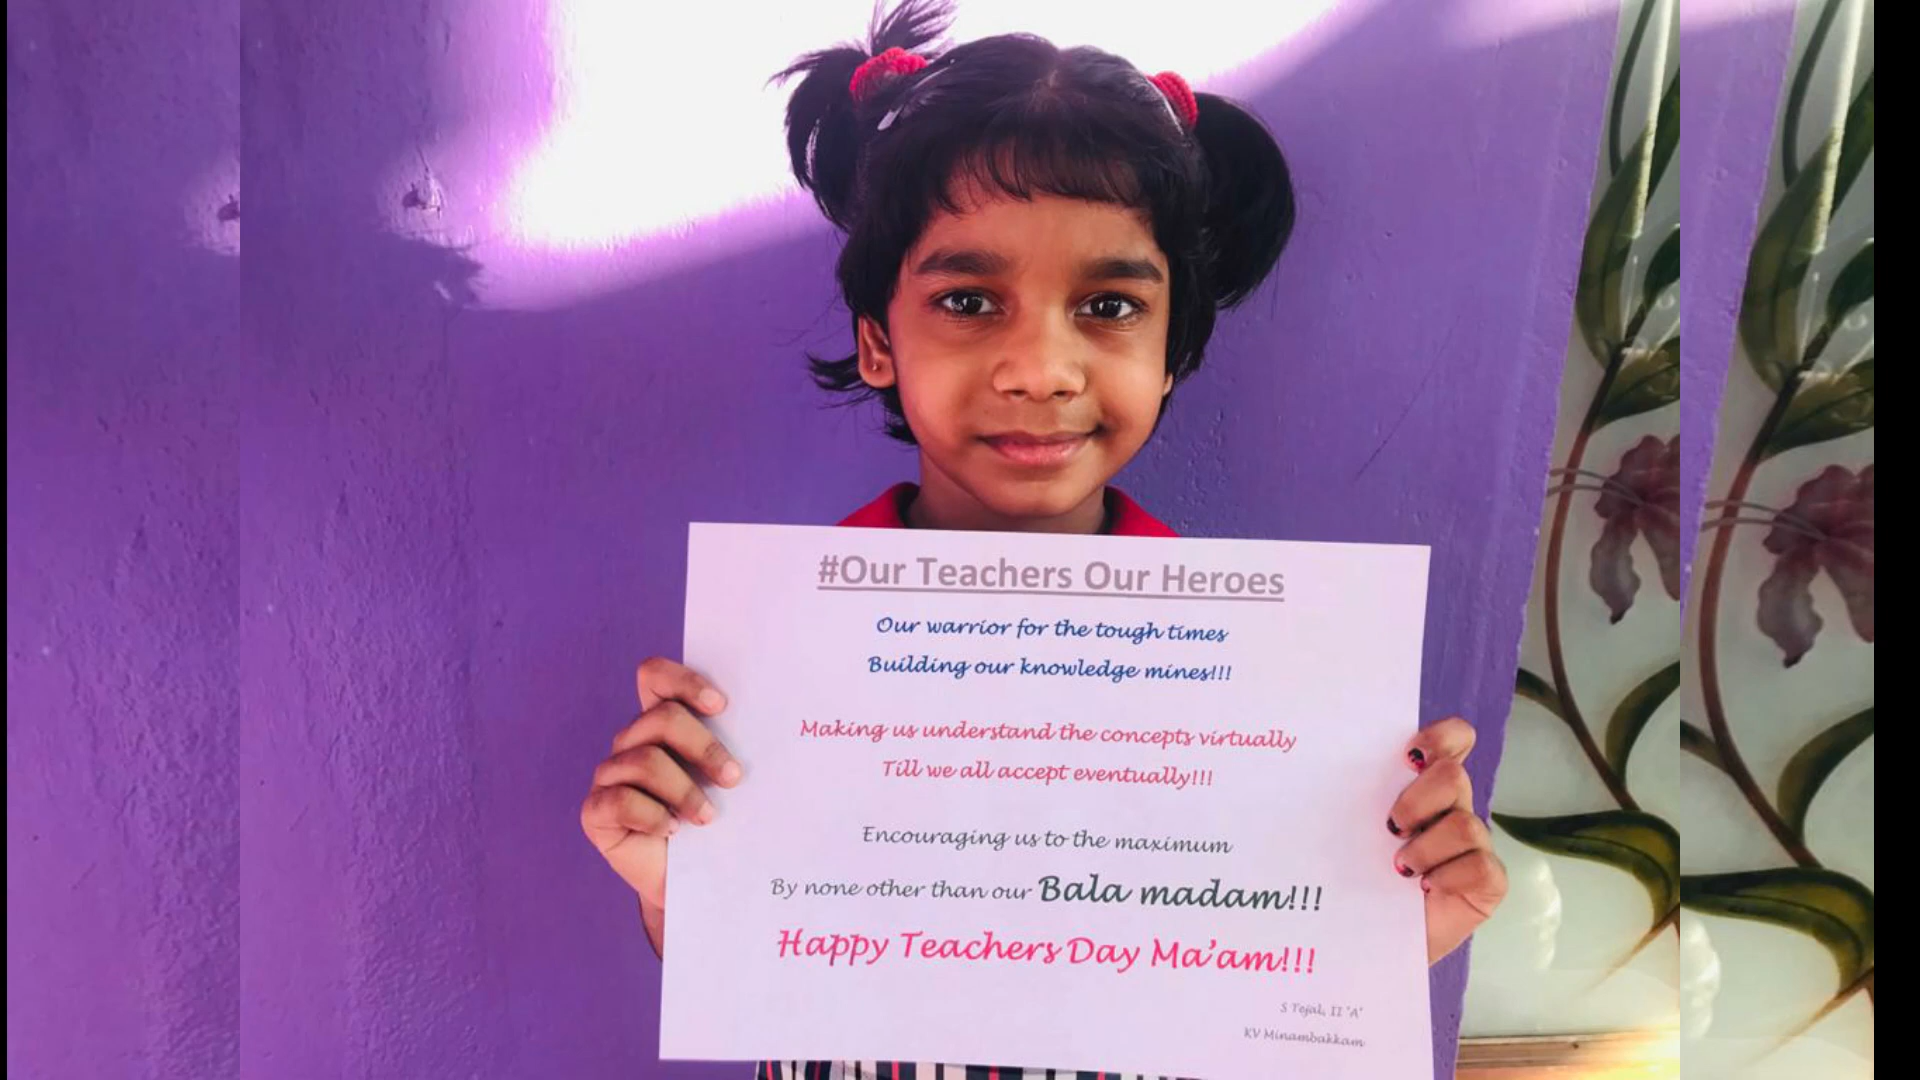 #Our Teachers Our Heroes
Our warrior for the tough times
Building our knowledge mines!!!
Making us understand the concepts virtually
Till we all accept eventually!!!
Encouraging us to the maximum
By none other than our Bala madam!!!
Happy Teachers Day Ma'am!!!
S Tejal, II 'A'
KV Minambakkam